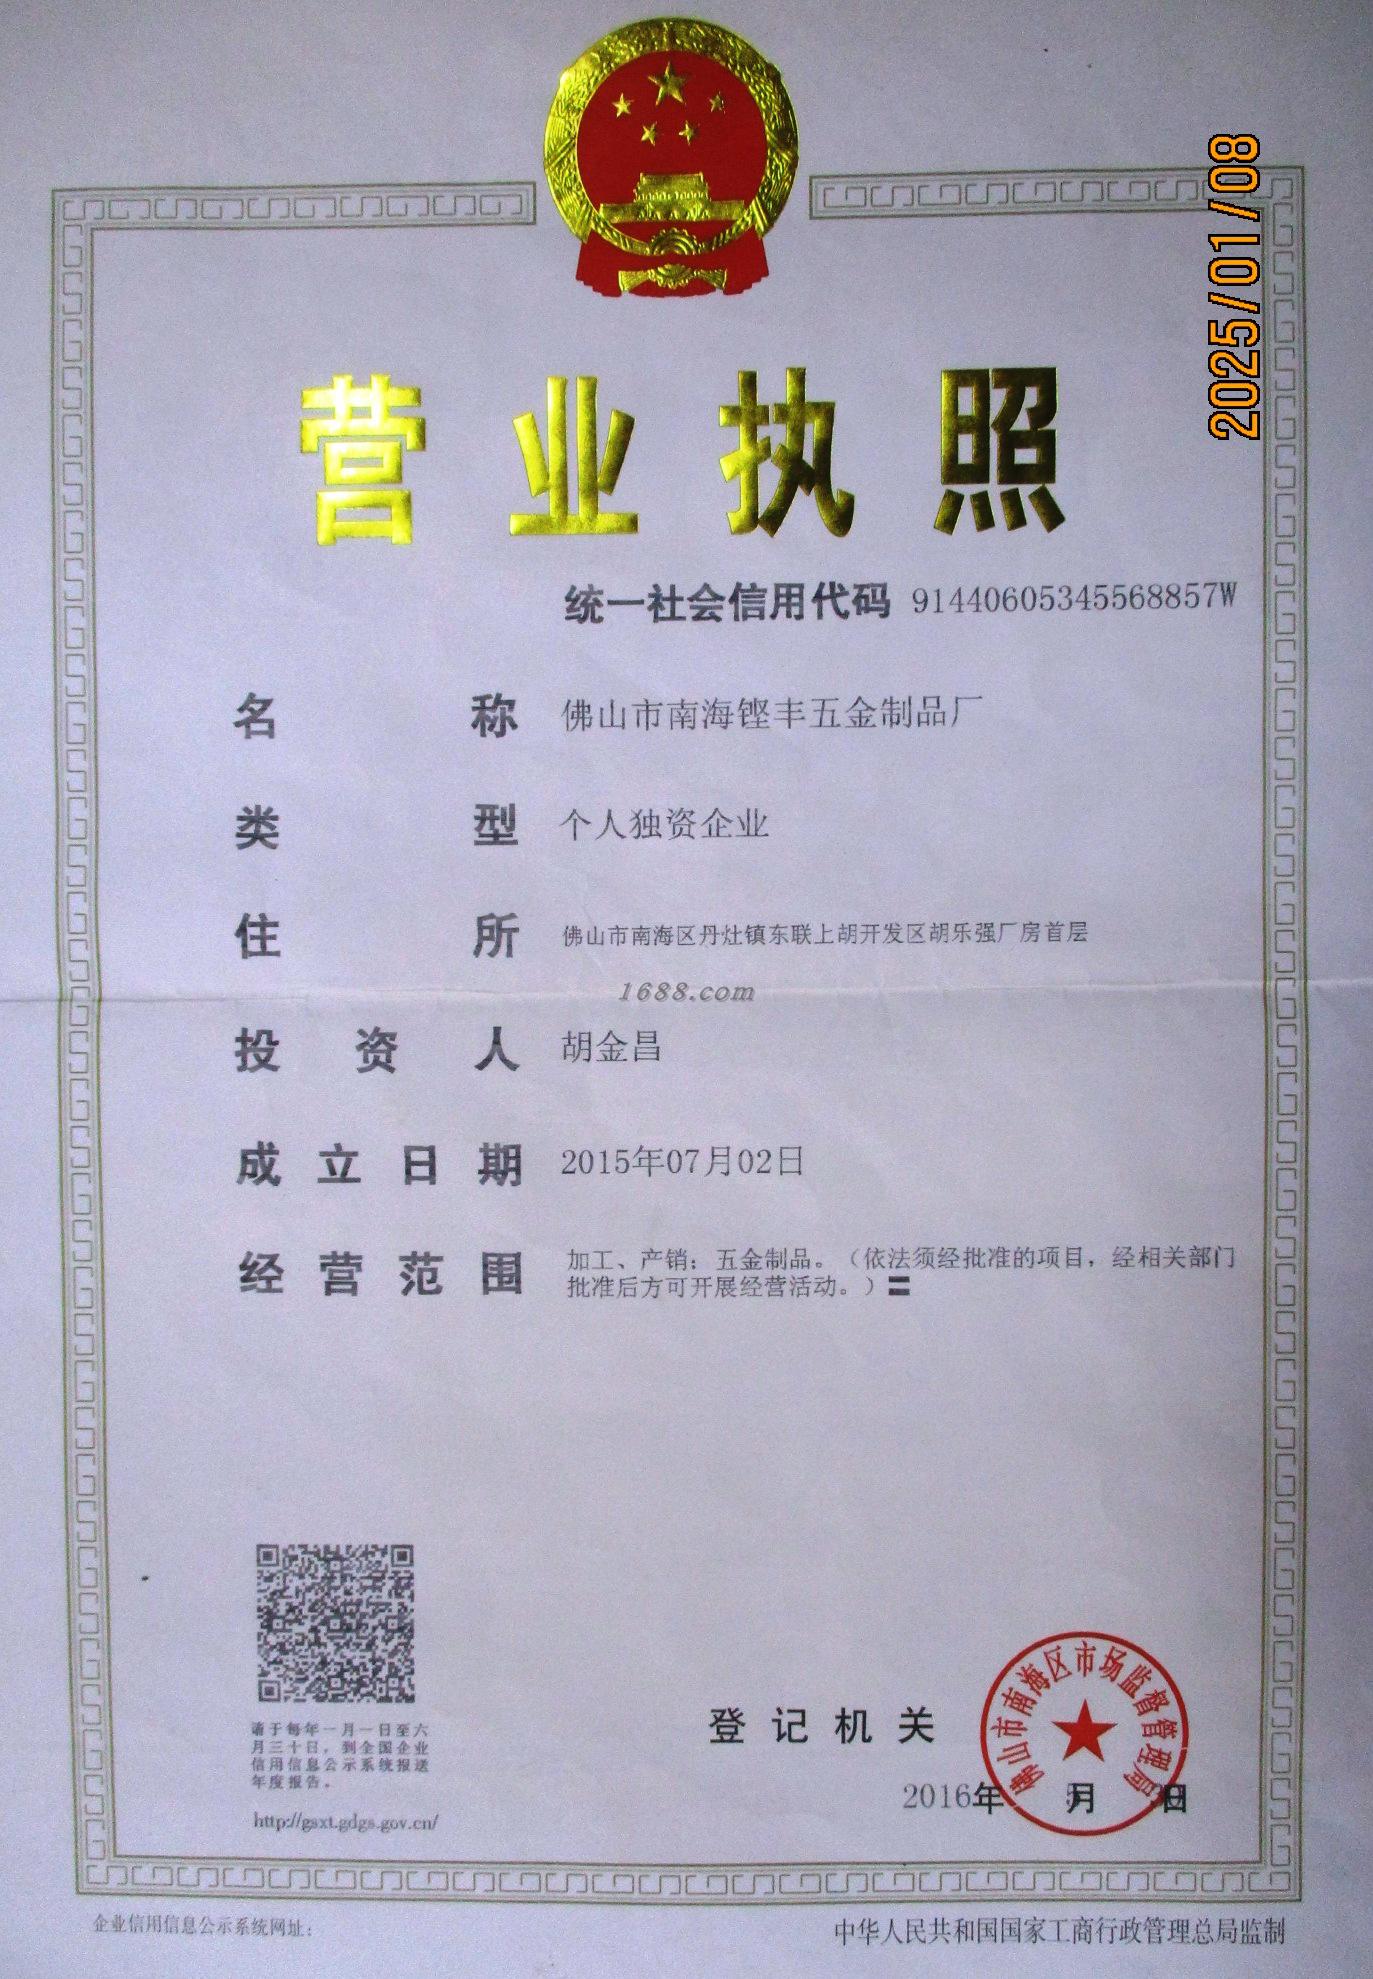 2025/01/08
营业执照
统一社会信用代码 91440605345568857W
名称 佛山市南海铿丰五金制品厂
类型 个人独资企业
住所 佛山市南海区丹灶镇东联上胡开发区胡乐强厂房首层
1688.com
投资人 胡金昌
成立日期 2015年07月02日
经营范围 加工、产销：五金制品。（依法须经批准的项目，经相关部门
批准后方可开展经营活动。）〓
请于每年一月一日至六
月三十日，到全国企业
信用信息公示系统报送
年度报告。
http://gsxt.gdgs.gov.cn/
登记机关
佛山市南海区市场监督管理局
2016年 月 日
企业信用信息公示系统网址：
中华人民共和国国家工商行政管理总局监制